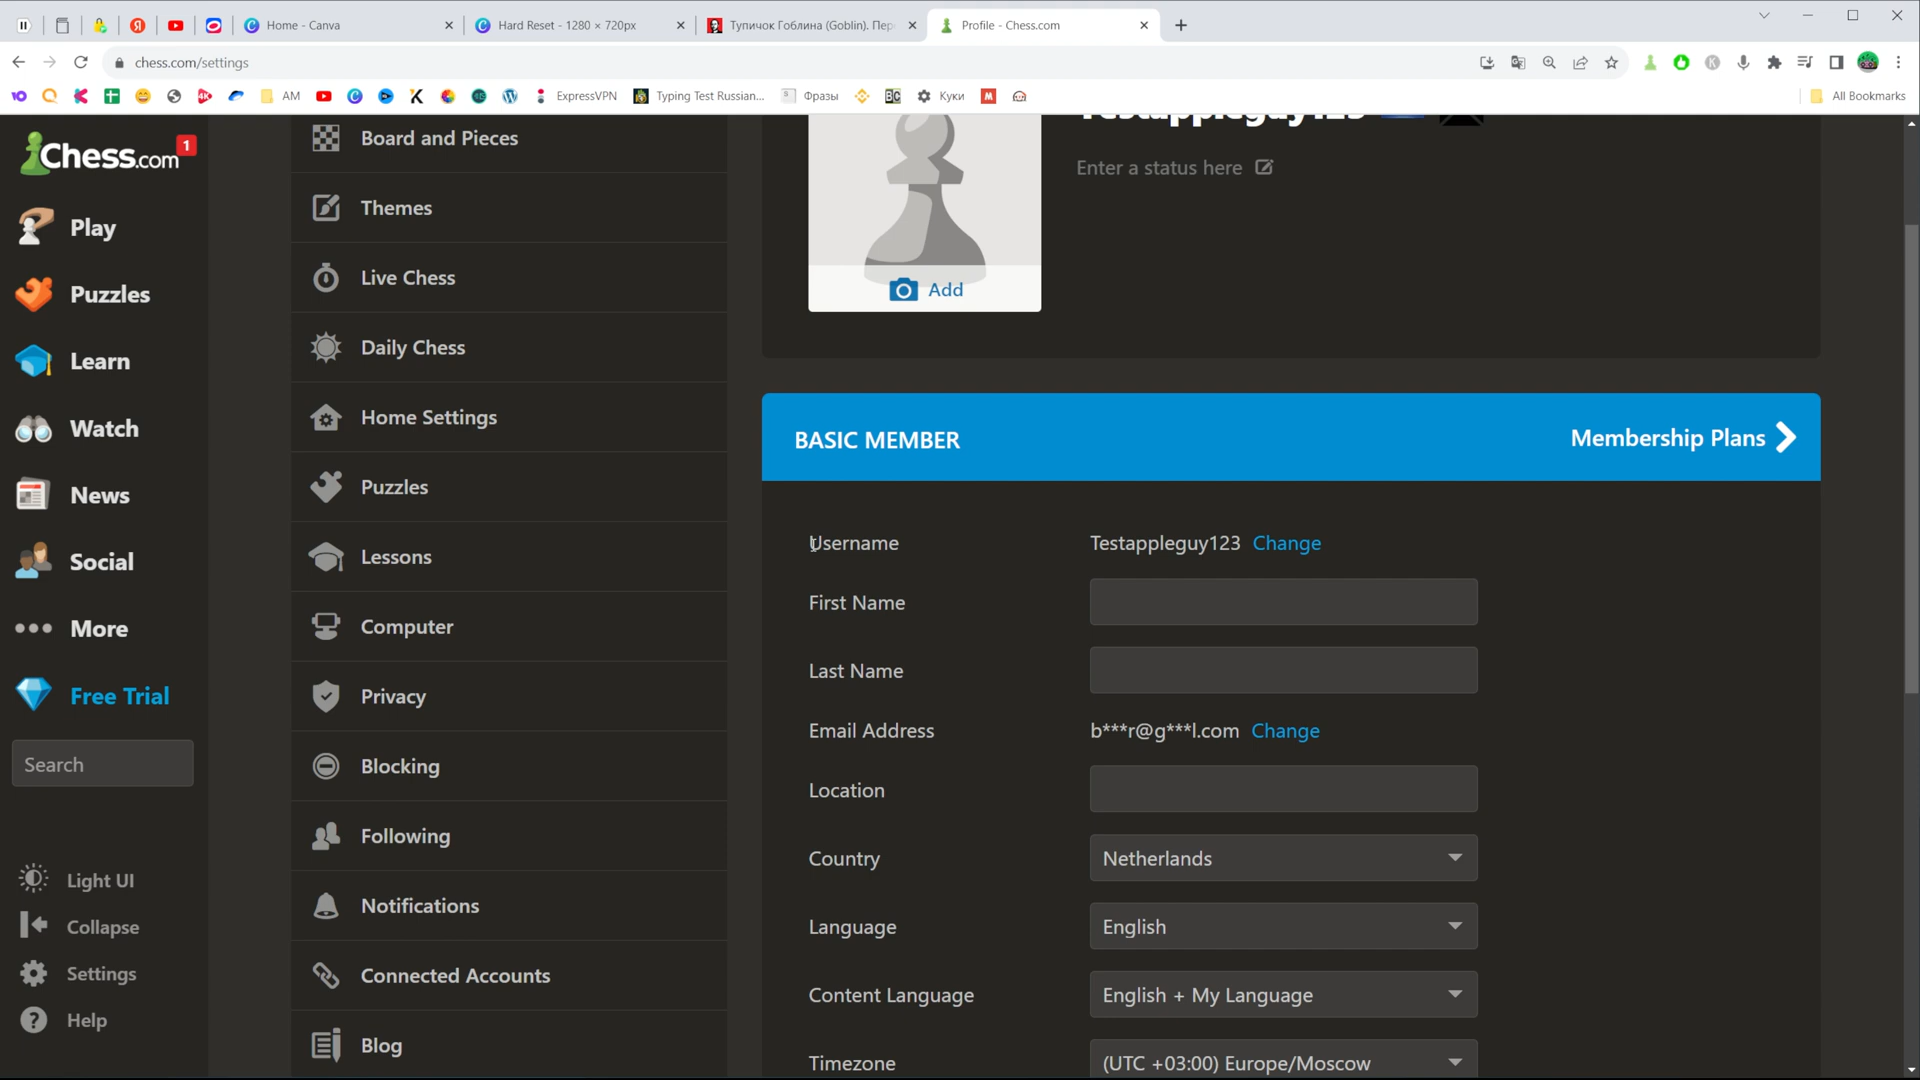 Home - Canva
Hard Reset - 1280 × 720px
Тупичок Гоблина (Goblin). Пер
Profile - Chess.com
chess.com/settings
AM
ExpressVPN
Typing Test Russian...
Фразы
Куки
All Bookmarks
Chess.com
1
Play
Puzzles
Learn
Watch
News
Social
More
Free Trial
Search
Light UI
Collapse
Settings
Help
Board and Pieces
Themes
Live Chess
Daily Chess
Home Settings
Puzzles
Lessons
Computer
Privacy
Blocking
Following
Notifications
Connected Accounts
Blog
Testappleguy123
Enter a status here
Add
BASIC MEMBER
Membership Plans
Username
Testappleguy123 Change
First Name
Last Name
Email Address
b***r@g***l.com Change
Location
Country
Netherlands
Language
English
Content Language
English + My Language
Timezone
(UTC +03:00) Europe/Moscow